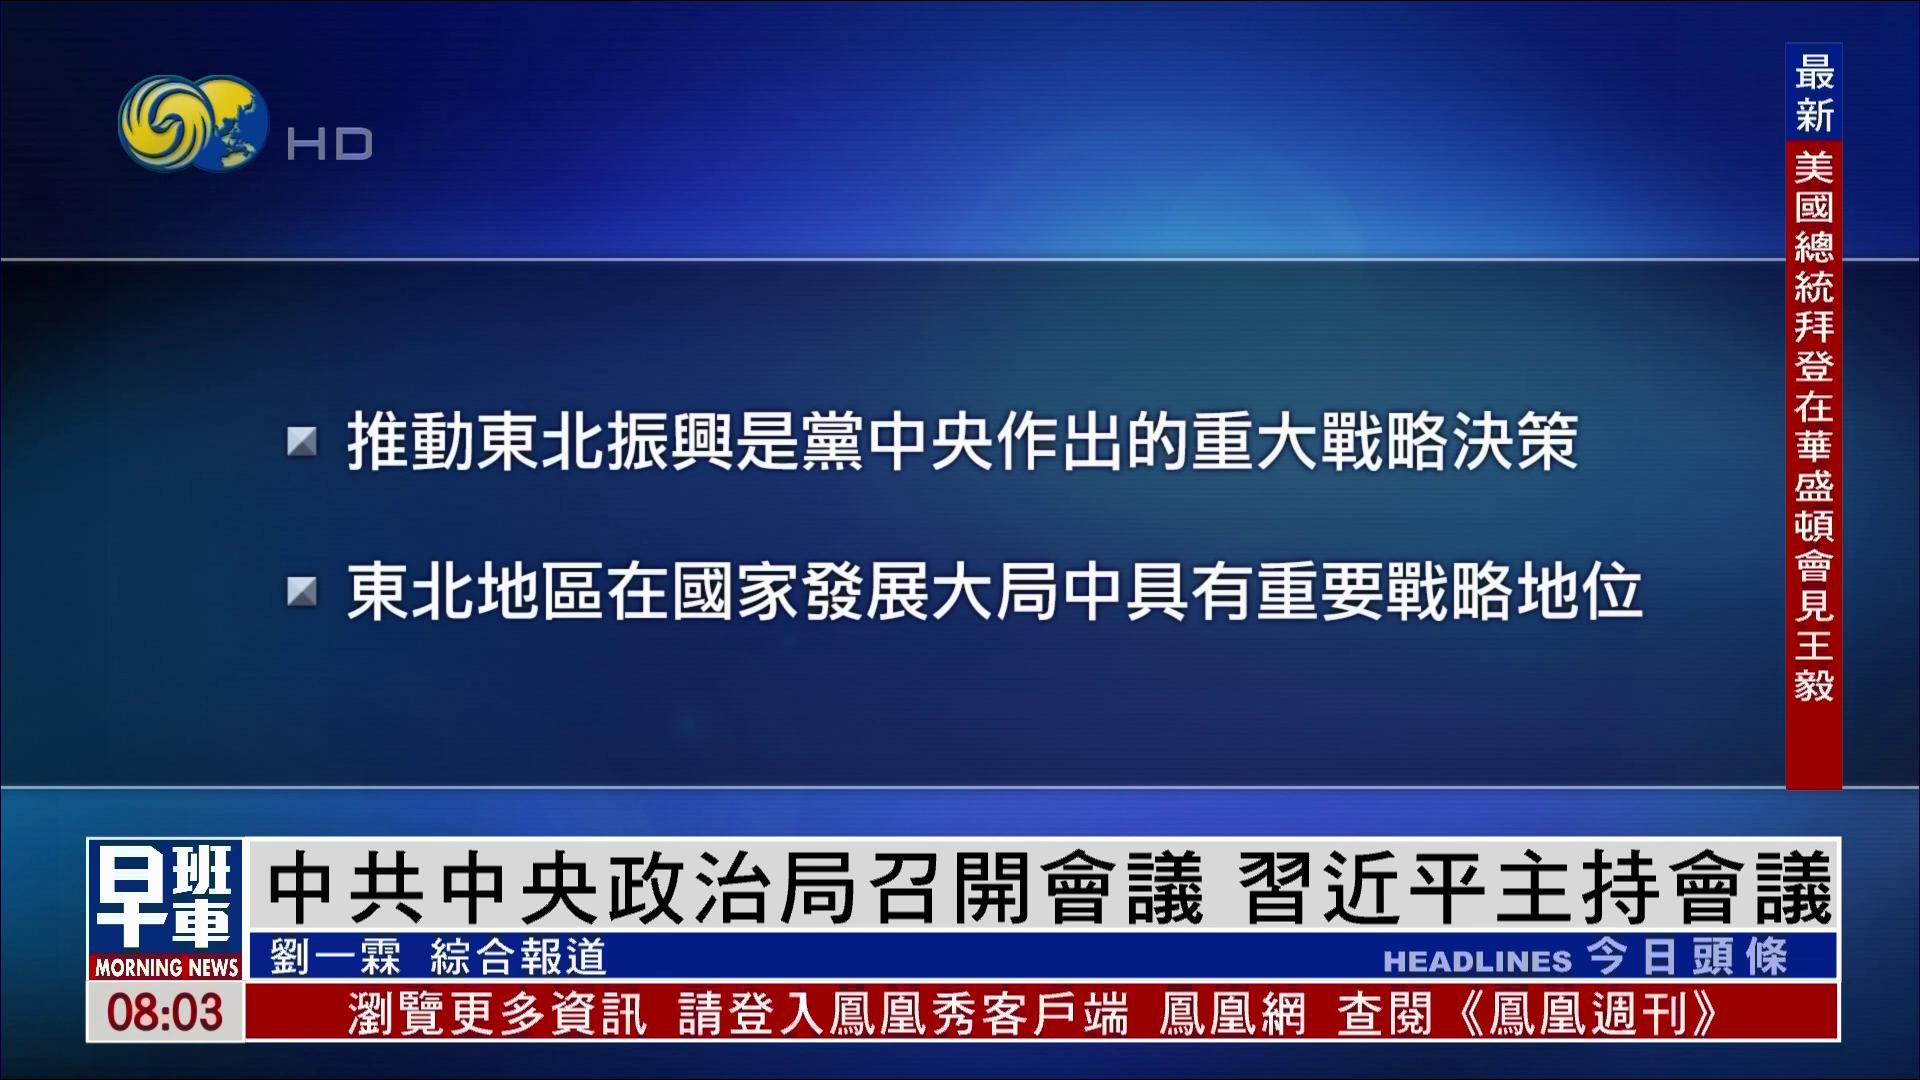 HD
最新 美國總統拜登在華盛頓會見王毅
推動東北振興是黨中央作出的重大戰略決策
東北地區在國家發展大局中具有重要戰略地位
早班車
MORNING NEWS
中共中央政治局召開會議 習近平主持會議
劉一霖 綜合報道
HEADLINES 今日頭條
08:03
瀏覽更多資訊 請登入鳳凰秀客戶端 鳳凰網 查閱《鳳凰週刊》